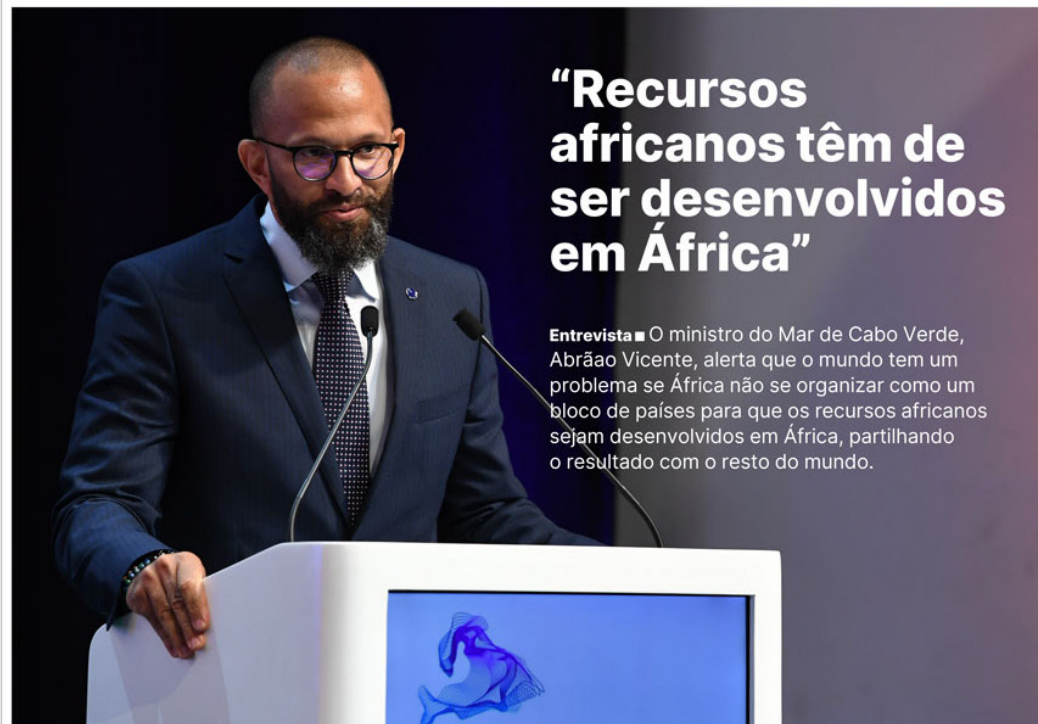 “Recursos
africanos têm de
ser desenvolvidos
em África”
Entrevista ■ O ministro do Mar de Cabo Verde,
Abrãao Vicente, alerta que o mundo tem um
problema se África não se organizar como um
bloco de países para que os recursos africanos
sejam desenvolvidos em África, partilhando
o resultado com o resto do mundo.